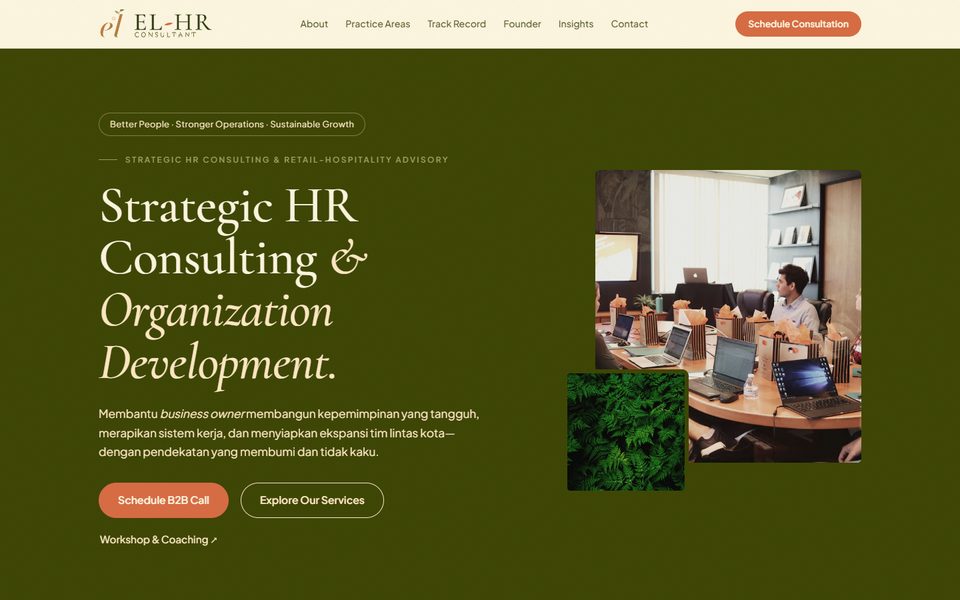 el EL-HR
CONSULTANT
About Practice Areas Track Record Founder Insights Contact
Schedule Consultation
Better People · Stronger Operations · Sustainable Growth
STRATEGIC HR CONSULTING & RETAIL-HOSPITALITY ADVISORY
Strategic HR
Consulting &
Organization
Development.
Membantu business owner membangun kepemimpinan yang tangguh,
merapikan sistem kerja, dan menyiapkan ekspansi tim lintas kota—
dengan pendekatan yang membumi dan tidak kaku.
Schedule B2B Call
Explore Our Services
Workshop & Coaching ↗